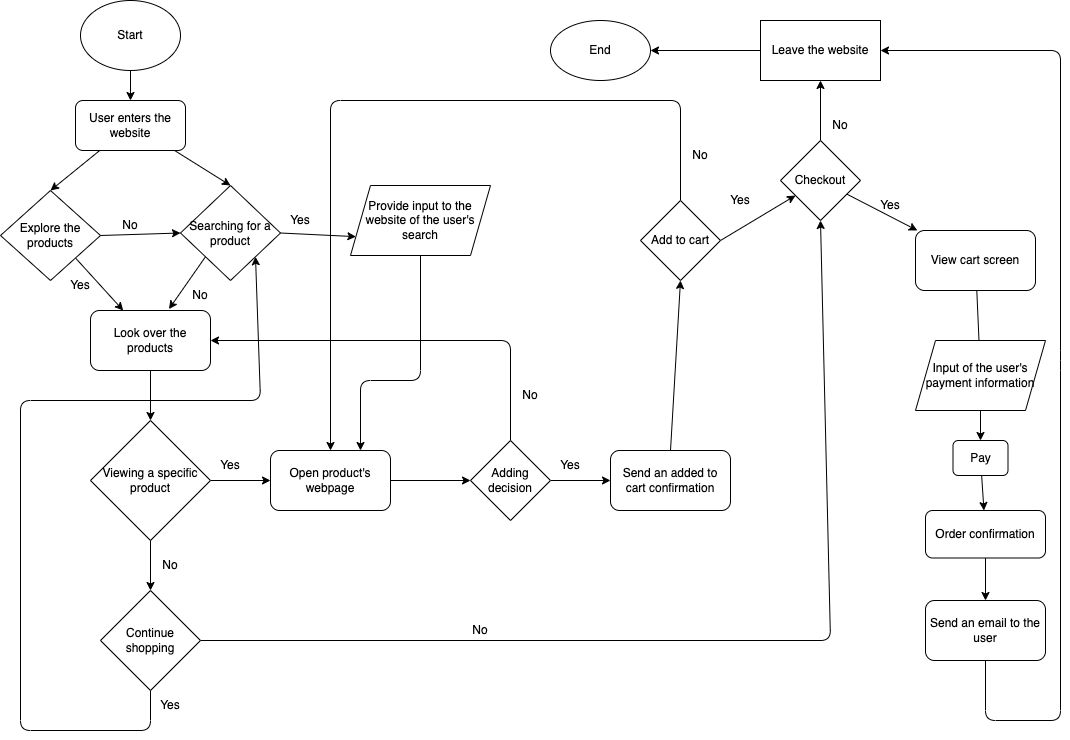 Start
End
Leave the website
User enters the
website
No
No
Checkout
Explore the
products
No
Searching for a
product
Yes
Provide input to the
website of the user's
search
Add to cart
Yes
Yes
View cart screen
Yes
No
Look over the
products
No
Input of the user's
payment information
Viewing a specific
product
Yes
Open product's
webpage
Adding
decision
Yes
Send an added to
cart confirmation
Pay
Order confirmation
No
Continue
shopping
No
Send an email to the
user
Yes